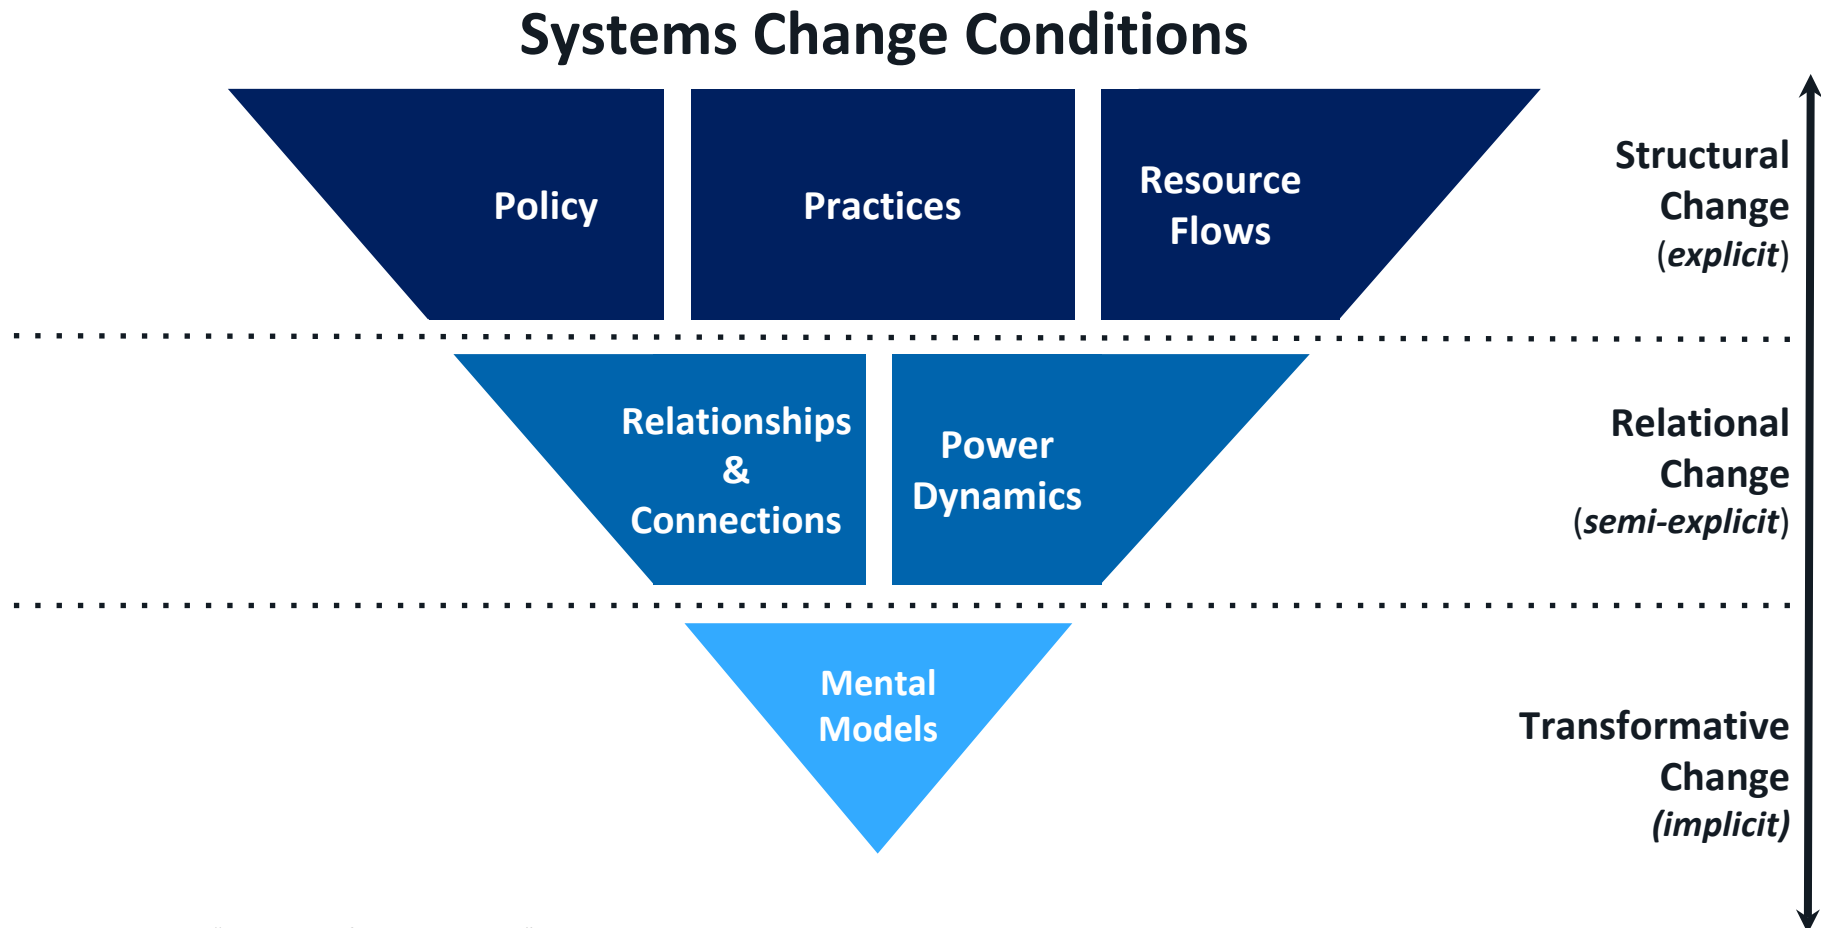 Systems Change Conditions
Policy
Practices
Resource
Flows
Structural
Change
(explicit)
Relationships
&
Connections
Power
Dynamics
Relational
Change
(semi-explicit)
Mental
Models
Transformative
Change
(implicit)